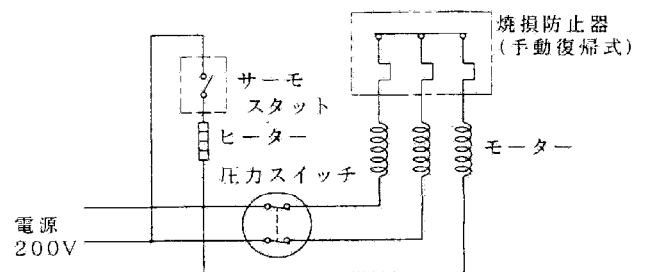 焼損防止器
(手動復帰式)
サーモ
スタット
ヒーター
圧力スイッチ
モーター
電源
200V